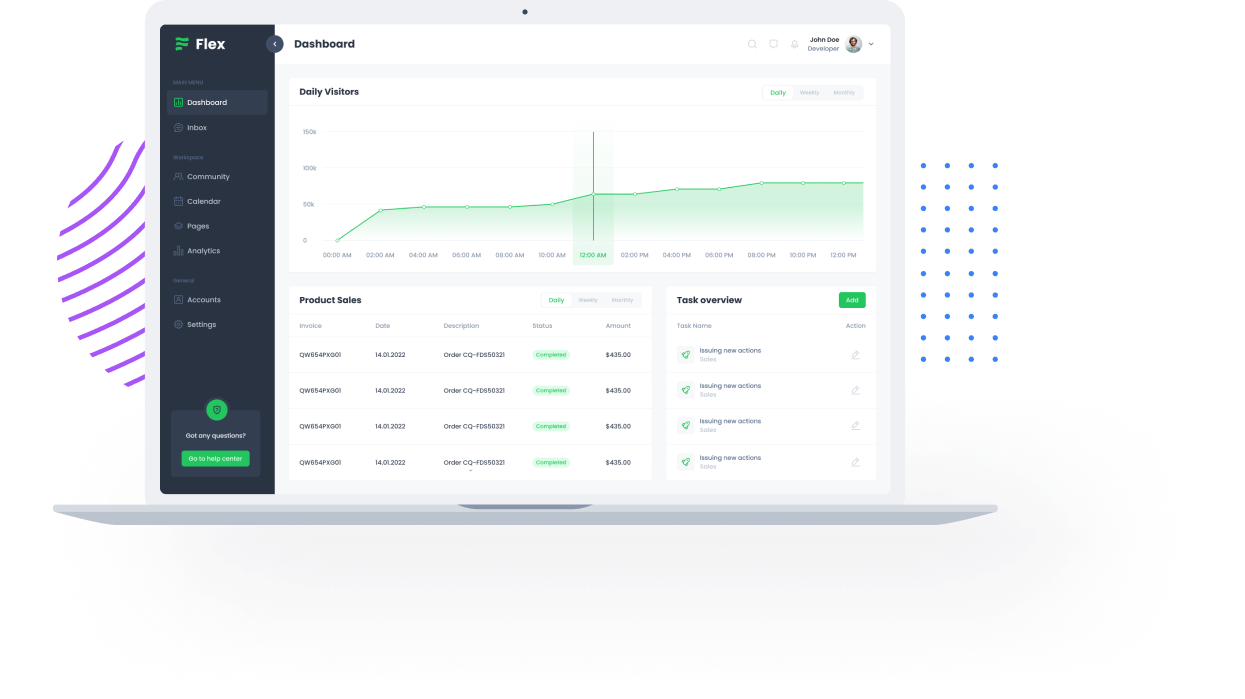 Flex
Dashboard
John Doe
Developer
MAIN MENU
Dashboard
Inbox
Workspace
Community
Calendar
Pages
Analytics
General
Accounts
Settings
Got any questions?
Go to help center
Daily Visitors
Daily Weekly Monthly
150k
100k
50k
0
00:00 AM 02:00 AM 04:00 AM 06:00 AM 08:00 AM 10:00 AM 12:00 AM 02:00 PM 04:00 PM 06:00 PM 08:00 PM 10:00 PM 12:00 PM
Product Sales
Daily Weekly Monthly
Invoice Date Description Status Amount
QW654PXG01 14.01.2022 Order CQ-FDS50321 Completed $435.00
QW654PXG01 14.01.2022 Order CQ-FDS50321 Completed $435.00
QW654PXG01 14.01.2022 Order CQ-FDS50321 Completed $435.00
QW654PXG01 14.01.2022 Order CQ-FDS50321 Completed $435.00
Task overview
Add
Task Name Action
Issuing new actions
Sales
Issuing new actions
Sales
Issuing new actions
Sales
Issuing new actions
Sales